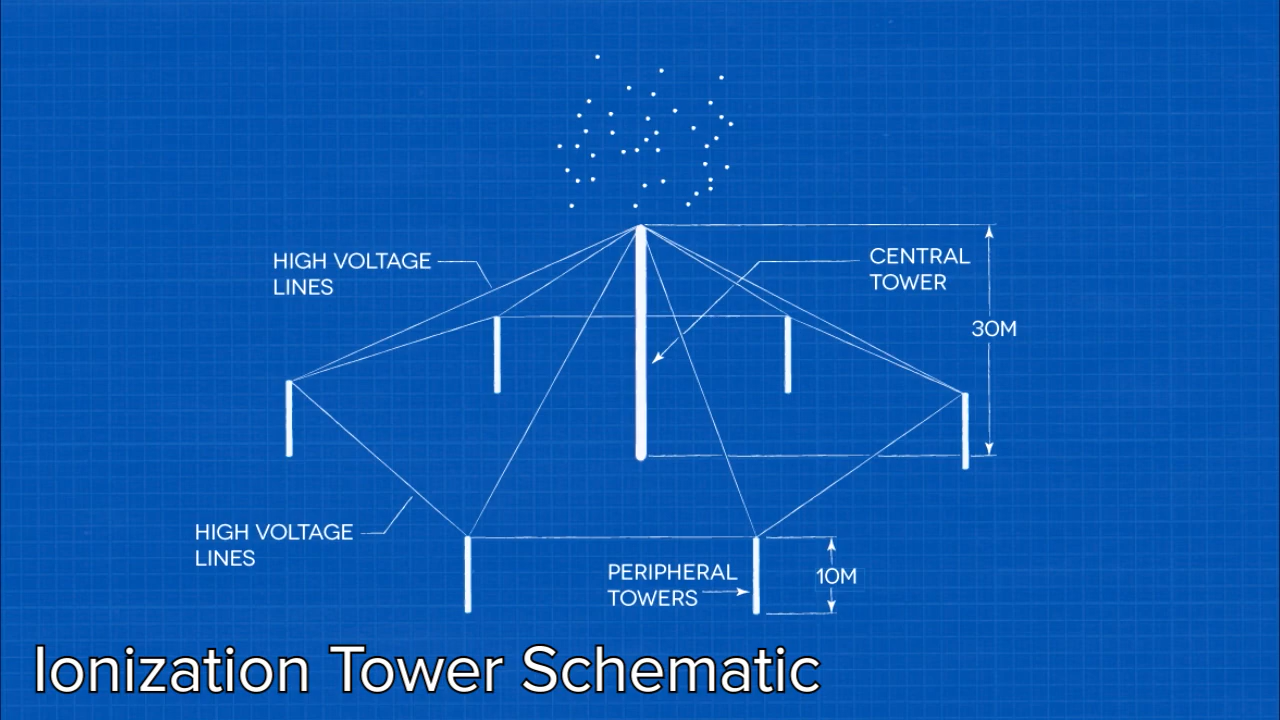 HIGH VOLTAGE
LINES
CENTRAL
TOWER
30M
HIGH VOLTAGE
LINES
PERIPHERAL
TOWERS
10M
Ionization Tower Schematic